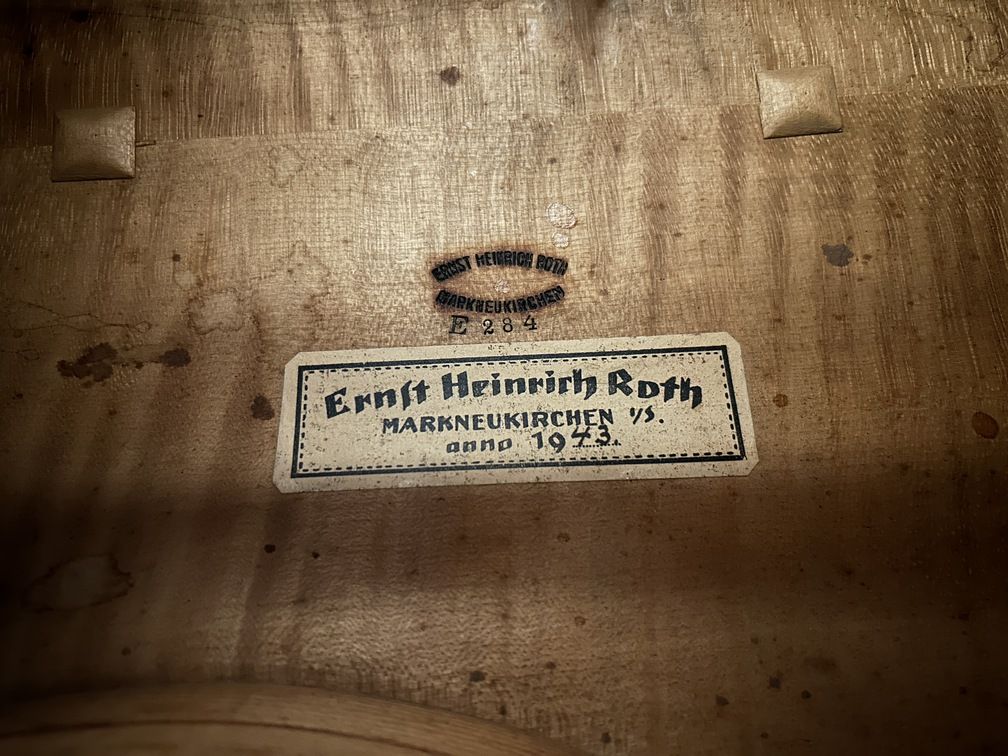 ERNST HEINRICH ROTH
MARKNEUKIRCHEN
E 284
Ernſt Heinrich Roth
MARKNEUKIRCHEN i/S.
anno 1943.